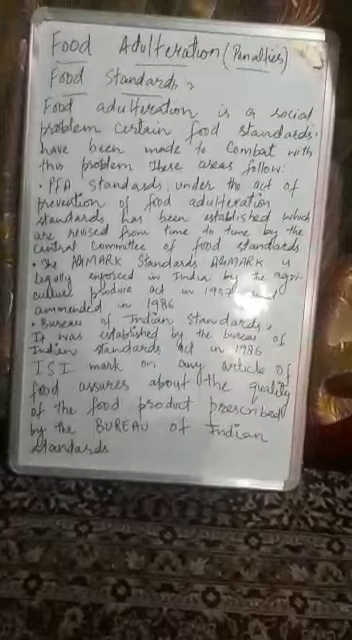 Food Adulteration (Penalties)
Food Standards :
Food adulteration is a social
problem certain food standards.
have been made to combat with
this problem These areas follow:
• PFA Standards under the act of
prevention of food adulteration
standards has been established which
are revised from time to time by the
central committee of food standards
• The AGMARK Standards AGMARK is
legally enforced in India by the agri-
culture produce act in 1937 and
ammended in 1986
• Bureau of Indian Standards.
It was established by the bureau of
Indian standards act in 1986
ISI mark on any article of
food assures about the quality
of the food product prescribed
by the BUREAU of Indian
Standards